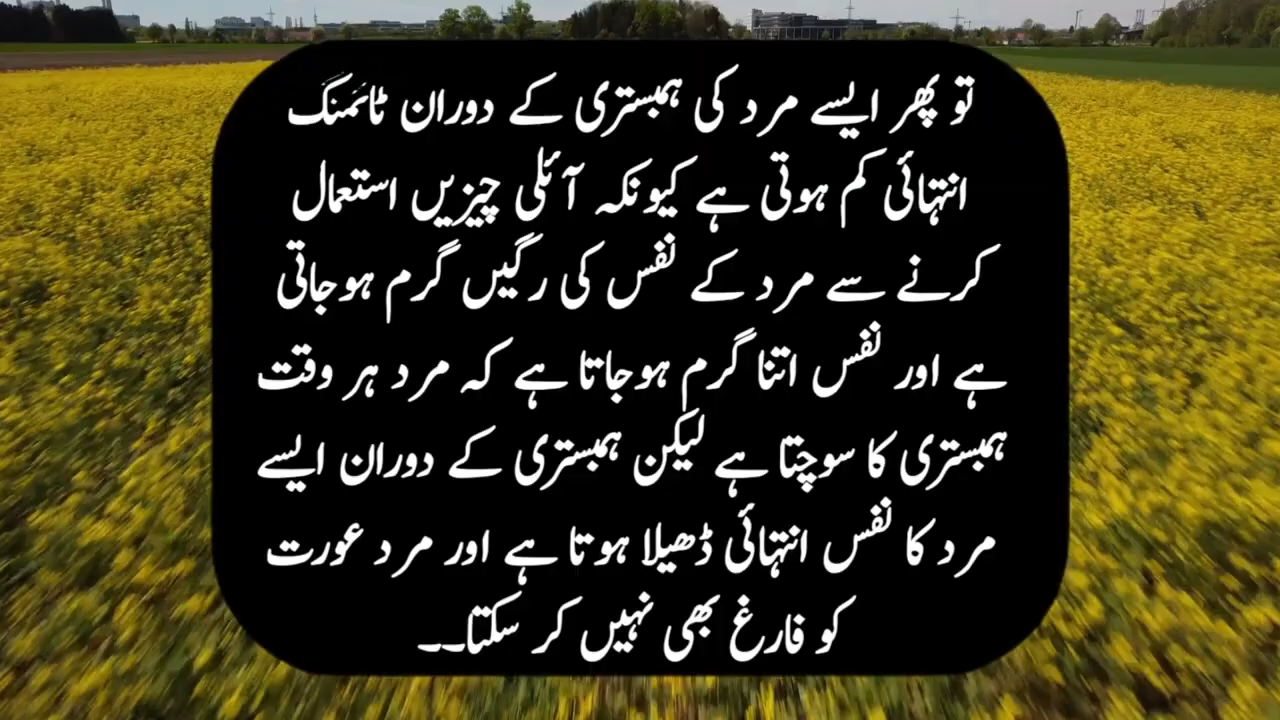 تو پھر ایسے مرد کی ہمبستری کے دوران ٹائمنگ
انتہائی کم ہوتی ہے کیونکہ آئلی چیزیں استعمال
کرنے سے مرد کے نفس کی رگیں گرم ہوجاتی
ہے اور نفس اتنا گرم ہوجاتا ہے کہ مرد ہر وقت
ہمبستری کا سوچتا ہے لیکن ہمبستری کے دوران ایسے
مرد کا نفس انتہائی ڈھیلا ہوتا ہے اور مرد عورت
کو فارغ بھی نہیں کر سکتا۔۔